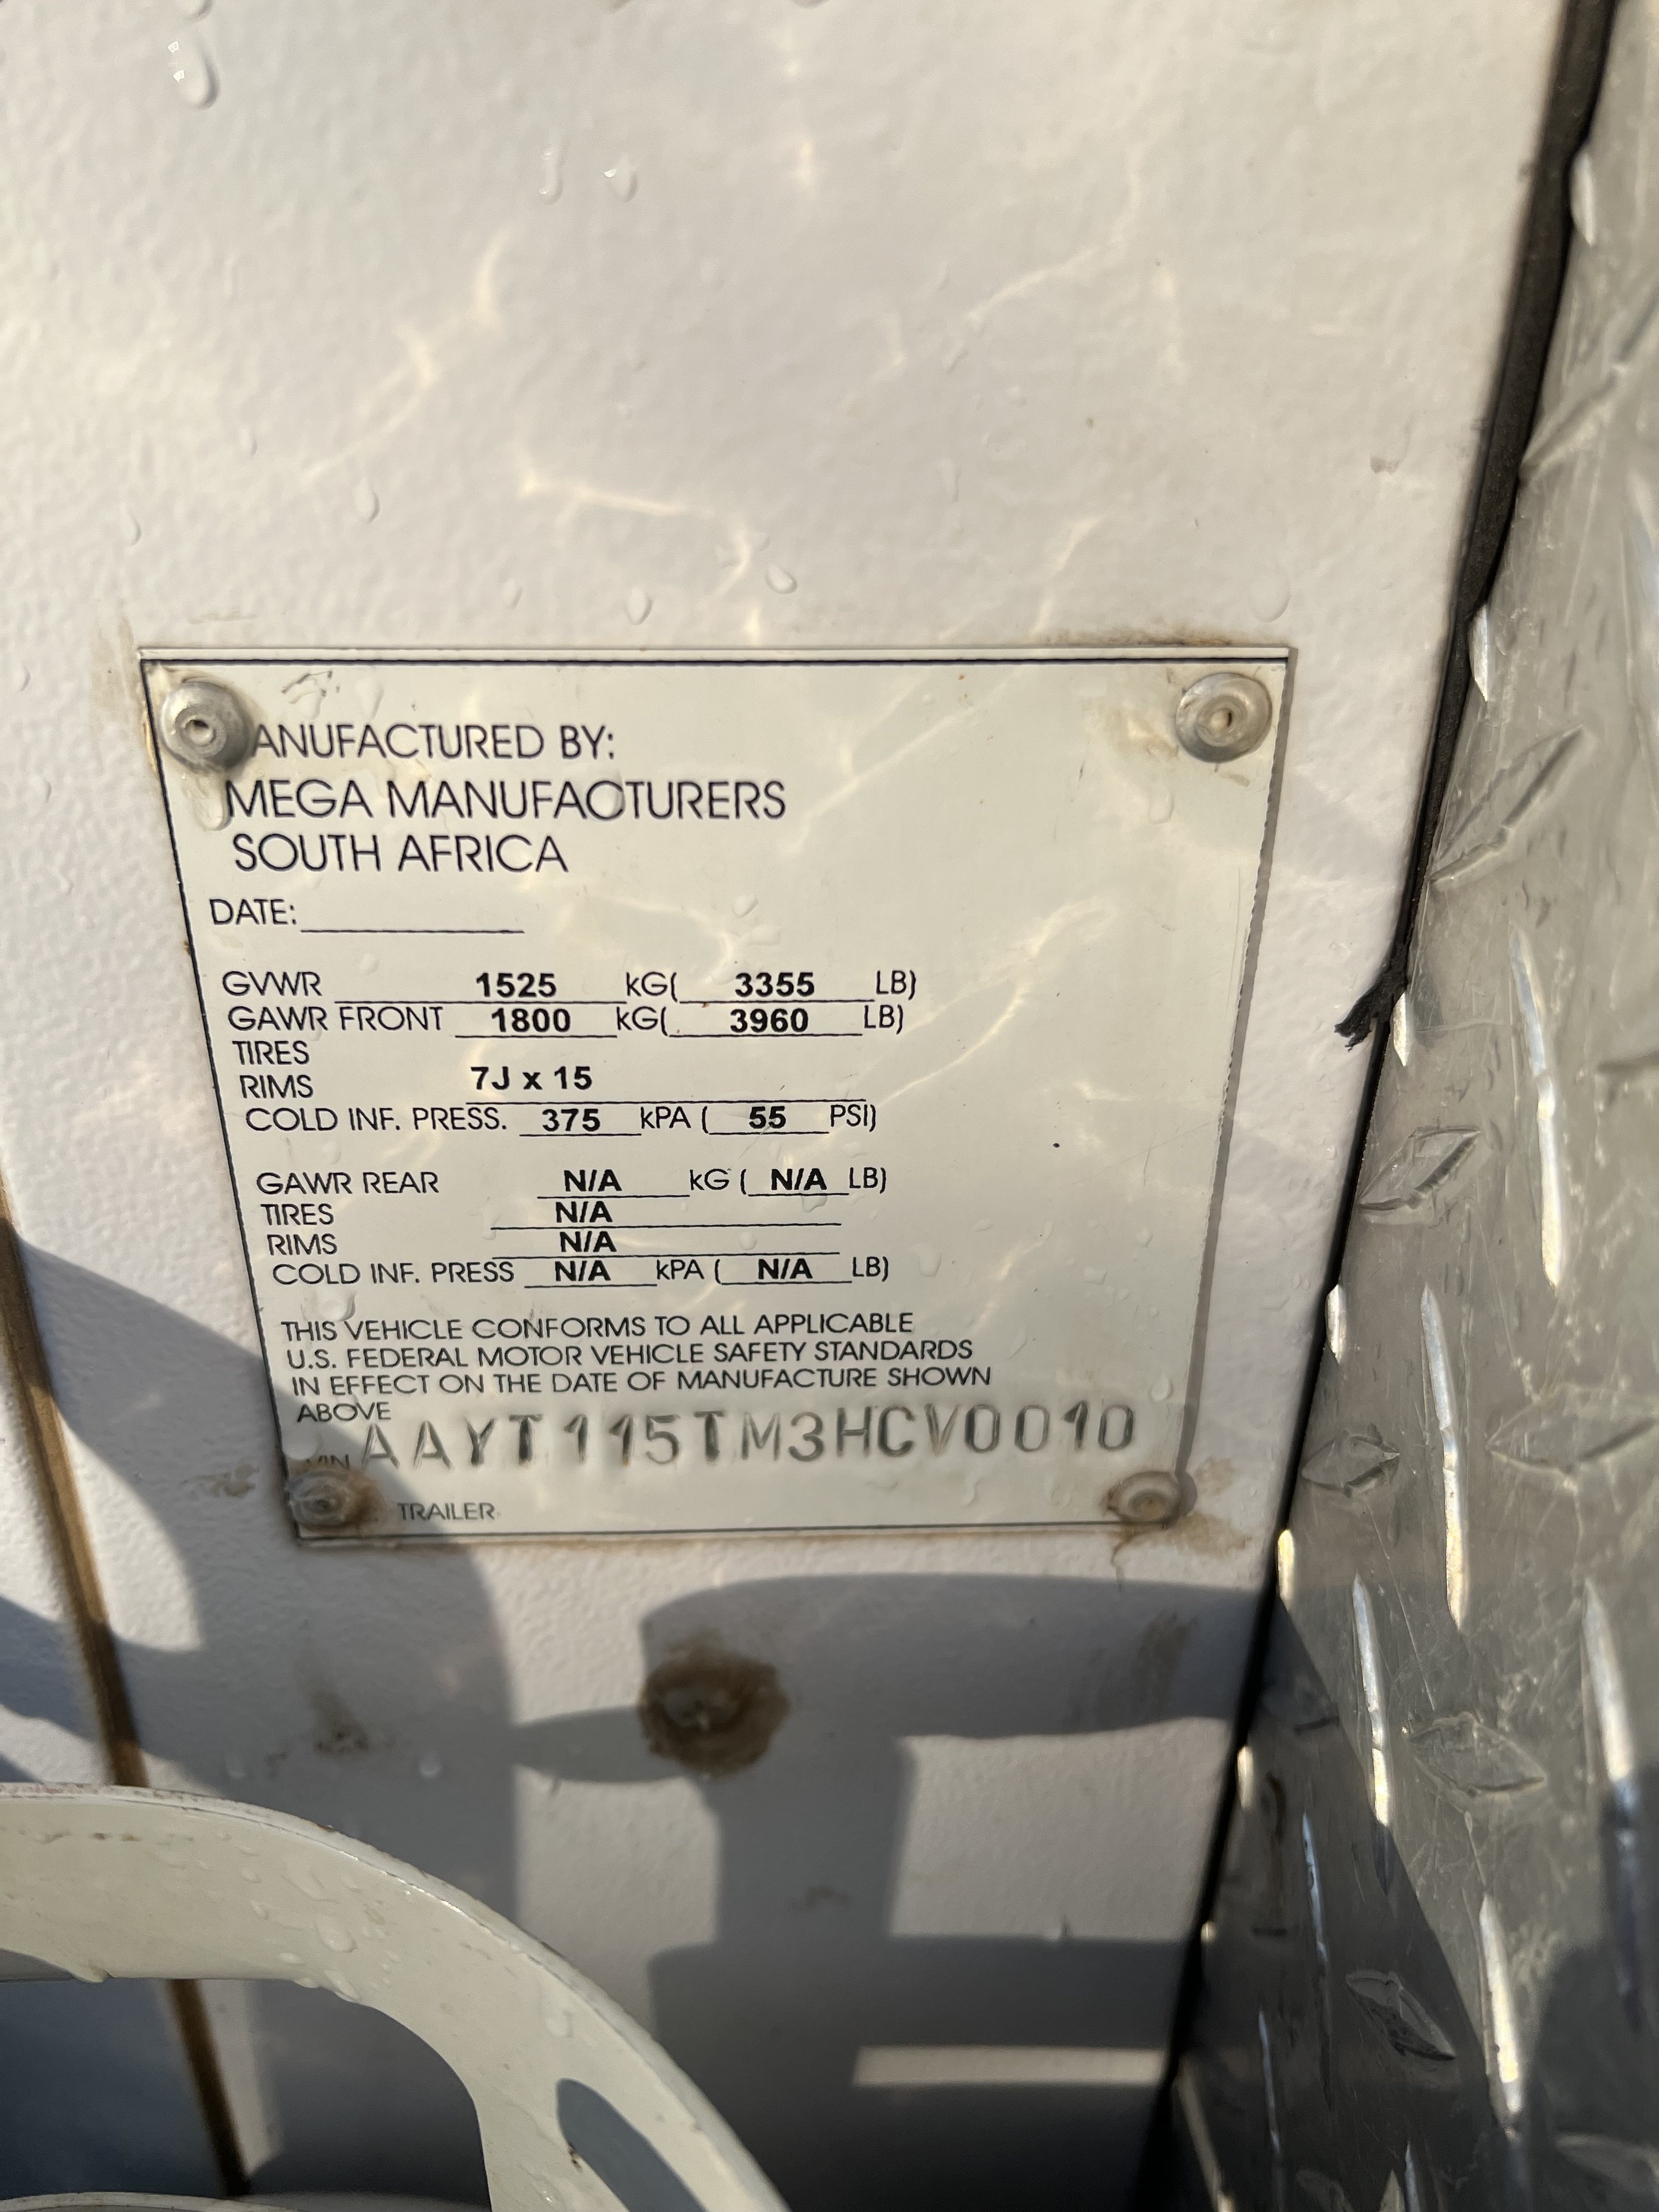 ANUFACTURED BY:
MEGA MANUFACTURERS
SOUTH AFRICA
DATE:
GVWR 1525 kG( 3355 LB)
GAWR FRONT 1800 kG( 3960 LB)
TIRES
RIMS 7J x 15
COLD INF. PRESS. 375 kPA ( 55 PSI)
GAWR REAR N/A kG ( N/A LB)
TIRES N/A
RIMS N/A
COLD INF. PRESS N/A kPA ( N/A LB)
THIS VEHICLE CONFORMS TO ALL APPLICABLE
U.S. FEDERAL MOTOR VEHICLE SAFETY STANDARDS
IN EFFECT ON THE DATE OF MANUFACTURE SHOWN
ABOVE
VIN AAYT115TM3HCV0010
TRAILER